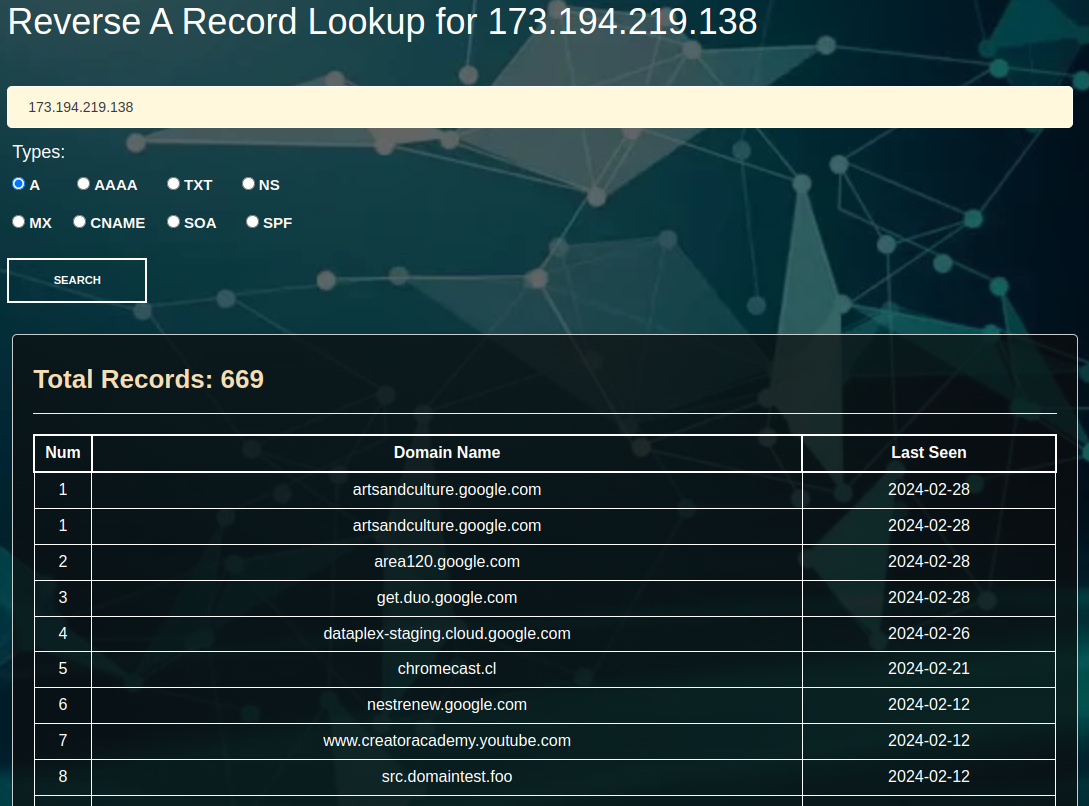 Reverse A Record Lookup for 173.194.219.138
173.194.219.138
Types:
A AAAA TXT NS
MX CNAME SOA SPF
SEARCH
Total Records: 669
Num Domain Name Last Seen
1 artsandculture.google.com 2024-02-28
1 artsandculture.google.com 2024-02-28
2 area120.google.com 2024-02-28
3 get.duo.google.com 2024-02-28
4 dataplex-staging.cloud.google.com 2024-02-26
5 chromecast.cl 2024-02-21
6 nestrenew.google.com 2024-02-12
7 www.creatoracademy.youtube.com 2024-02-12
8 src.domaintest.foo 2024-02-12